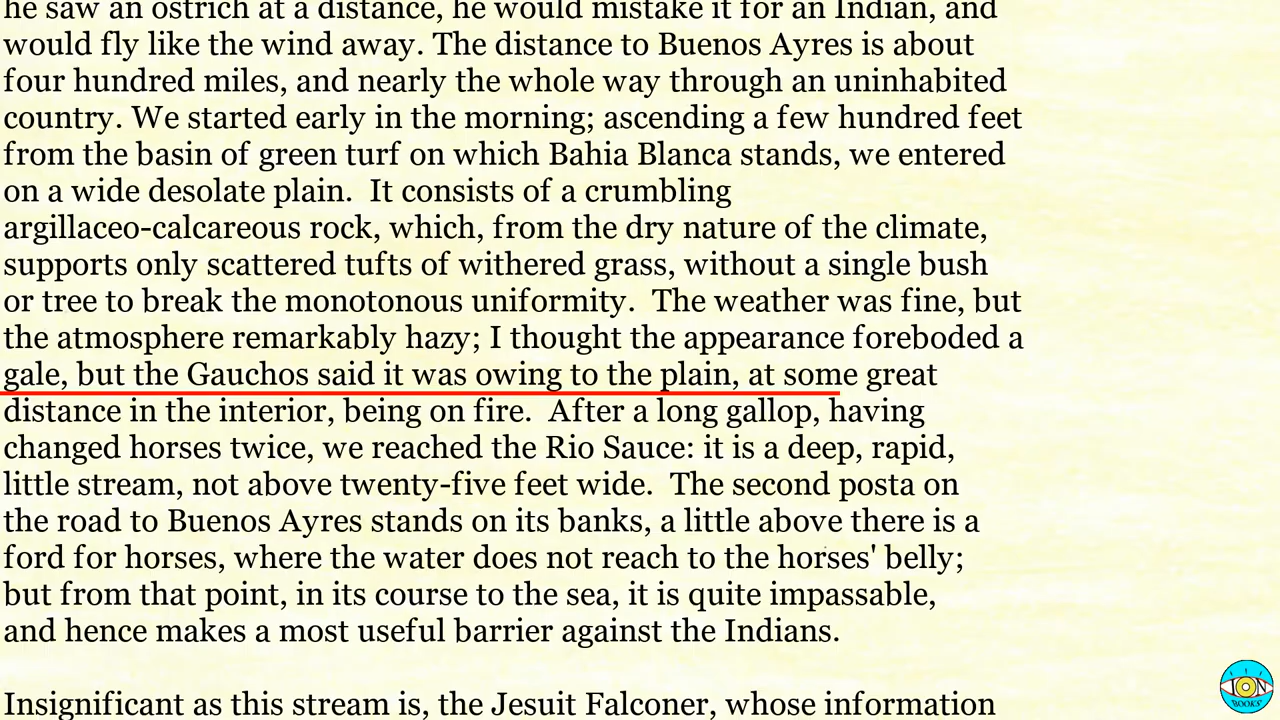 he saw an ostrich at a distance, he would mistake it for an Indian, and
would fly like the wind away. The distance to Buenos Ayres is about
four hundred miles, and nearly the whole way through an uninhabited
country. We started early in the morning; ascending a few hundred feet
from the basin of green turf on which Bahia Blanca stands, we entered
on a wide desolate plain.  It consists of a crumbling
argillaceo-calcareous rock, which, from the dry nature of the climate,
supports only scattered tufts of withered grass, without a single bush
or tree to break the monotonous uniformity.  The weather was fine, but
the atmosphere remarkably hazy; I thought the appearance foreboded a
gale, but the Gauchos said it was owing to the plain, at some great
distance in the interior, being on fire.  After a long gallop, having
changed horses twice, we reached the Rio Sauce: it is a deep, rapid,
little stream, not above twenty-five feet wide.  The second posta on
the road to Buenos Ayres stands on its banks, a little above there is a
ford for horses, where the water does not reach to the horses' belly;
but from that point, in its course to the sea, it is quite impassable,
and hence makes a most useful barrier against the Indians.
Insignificant as this stream is, the Jesuit Falconer, whose information
ION
BOOKS